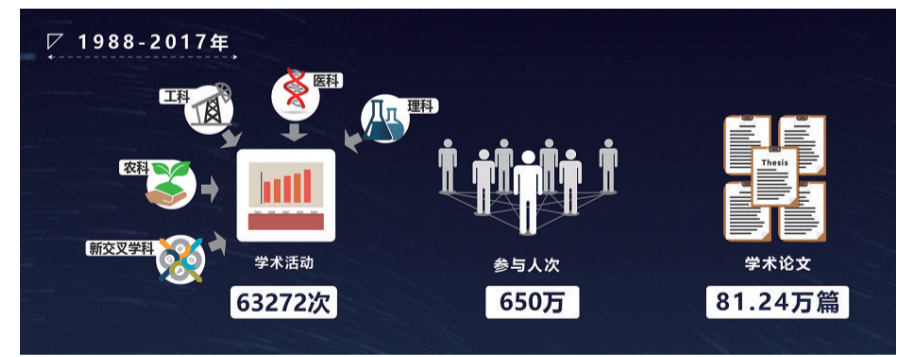 1988-2017年
医科
工科
理科
农科
新交叉学科
Thesis
学术活动
参与人次
学术论文
63272次
650万
81.24万篇